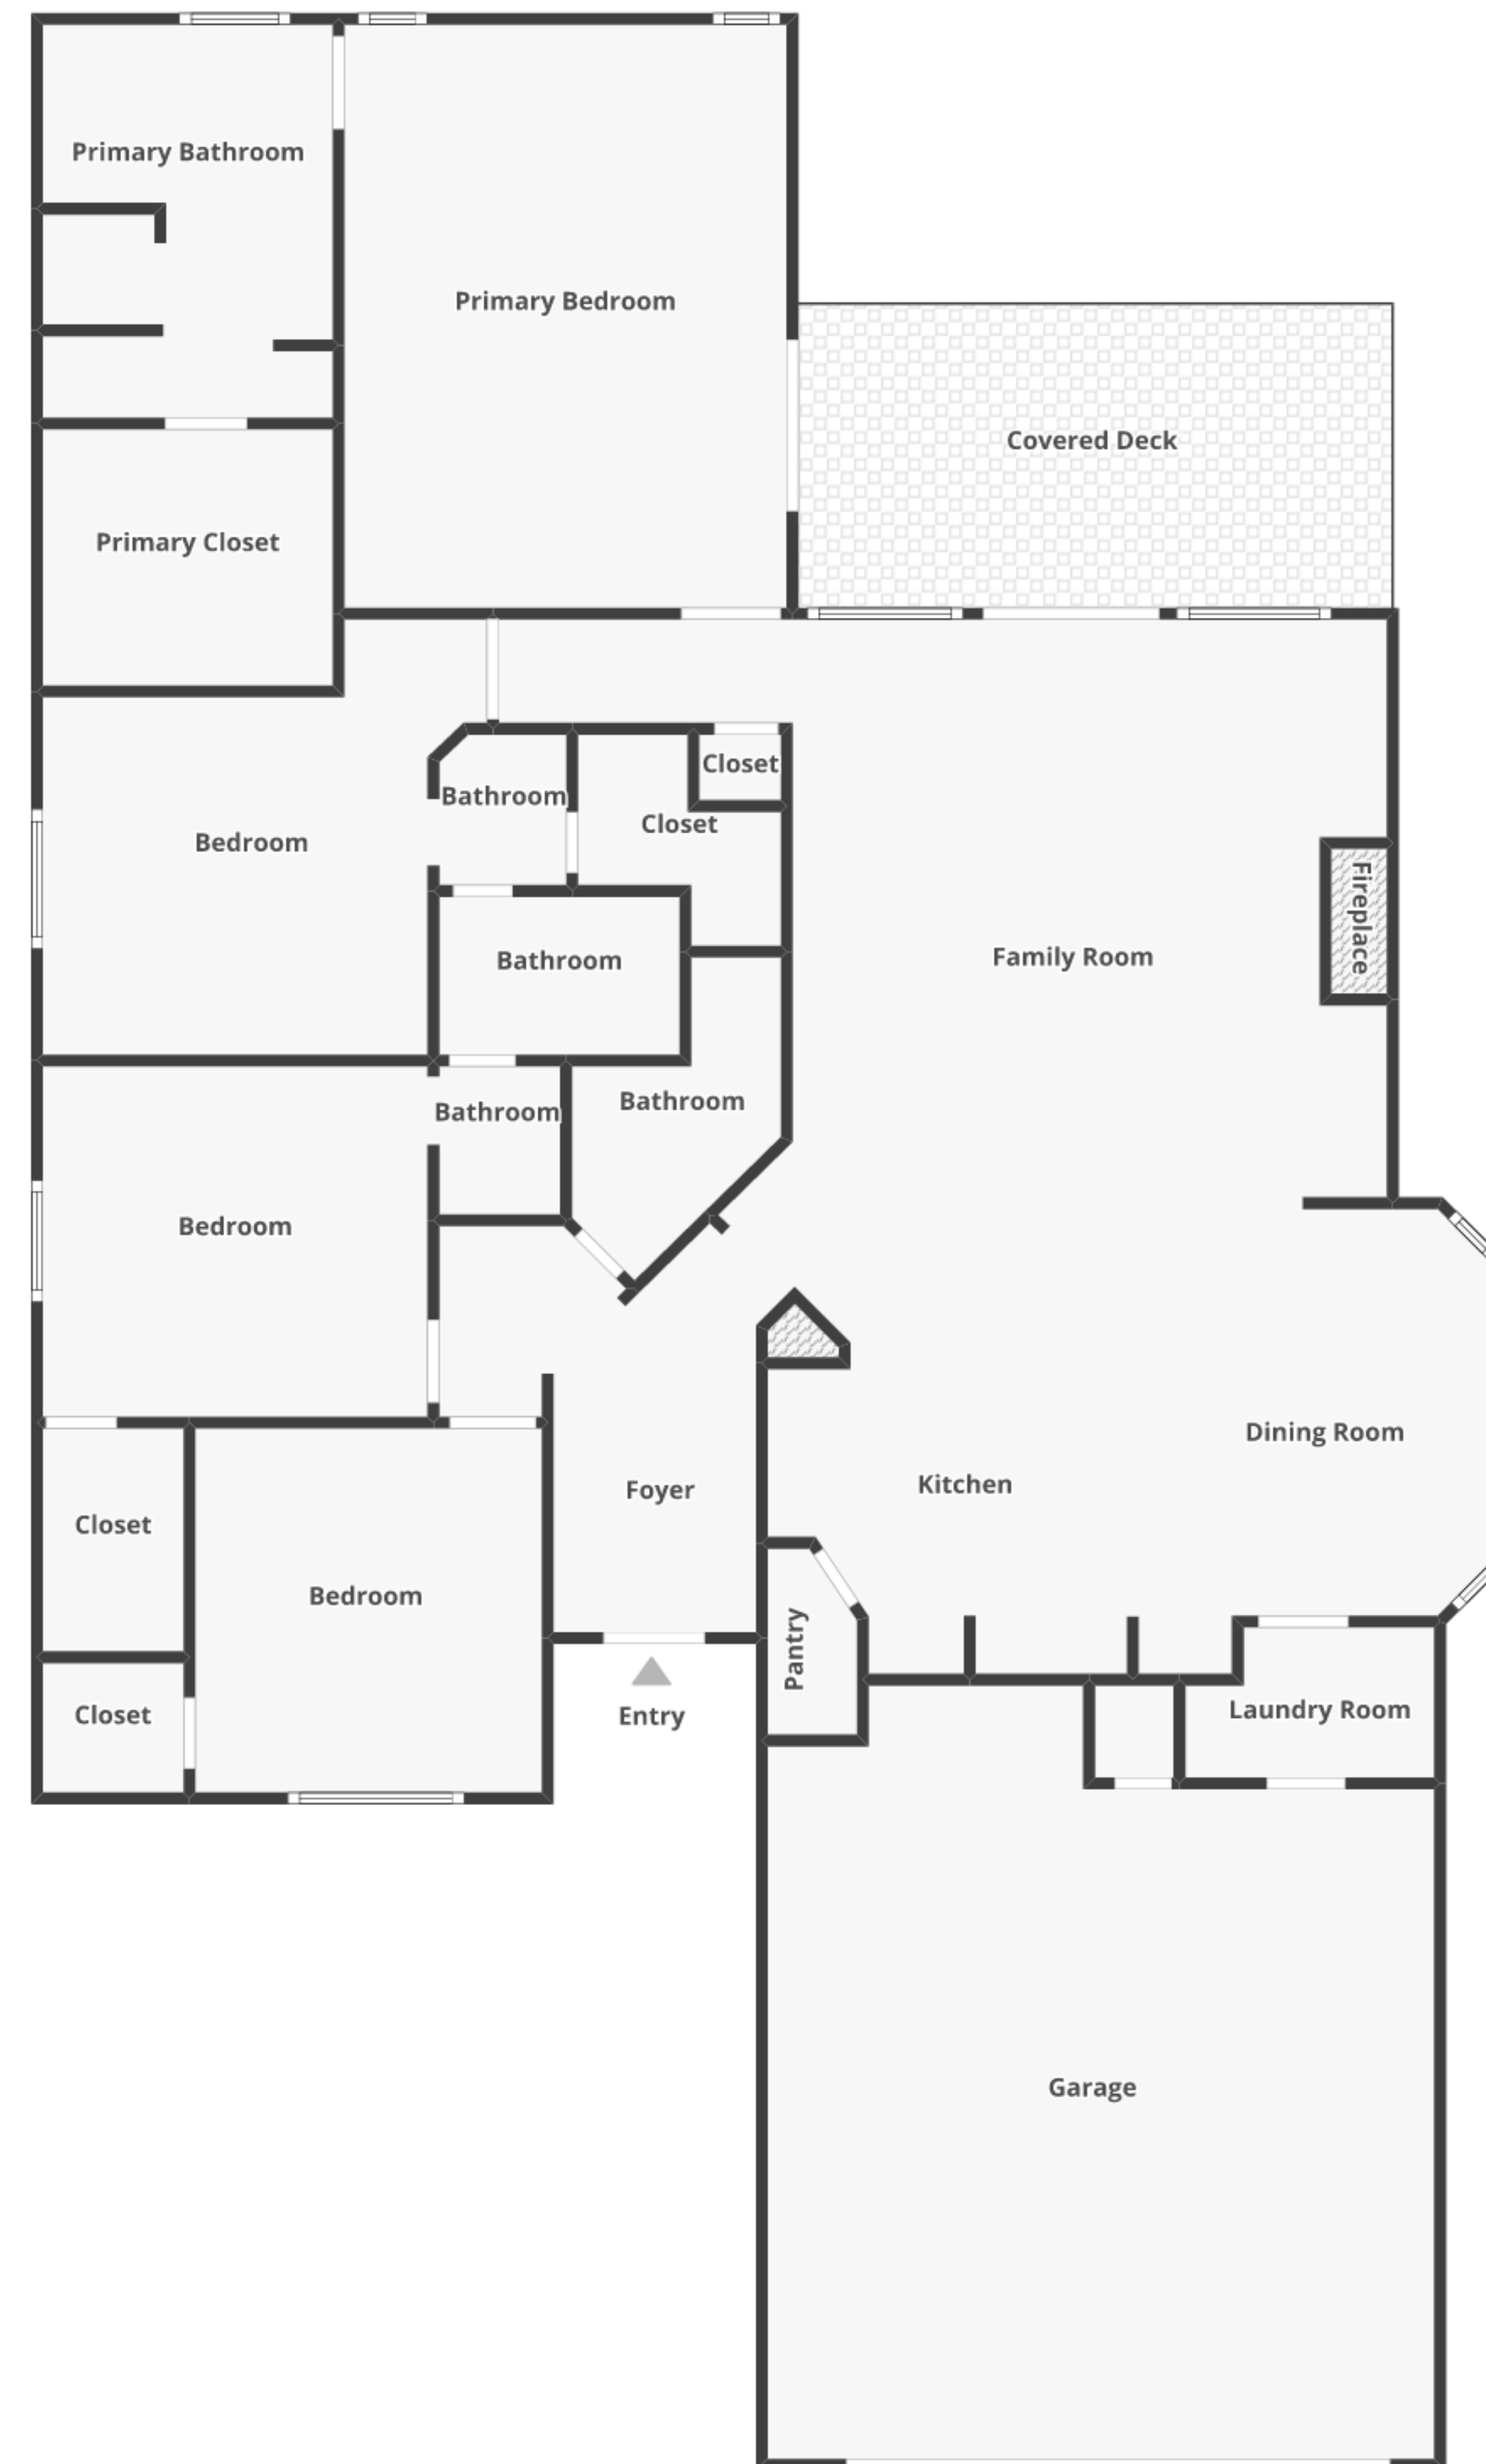 Primary Bathroom
Primary Bedroom
Covered Deck
Primary Closet
Closet
Bathroom
Closet
Bedroom
Fireplace
Family Room
Bathroom
Bathroom
Bathroom
Bedroom
Dining Room
Kitchen
Foyer
Closet
Bedroom
Pantry
Laundry Room
Closet
Entry
Garage